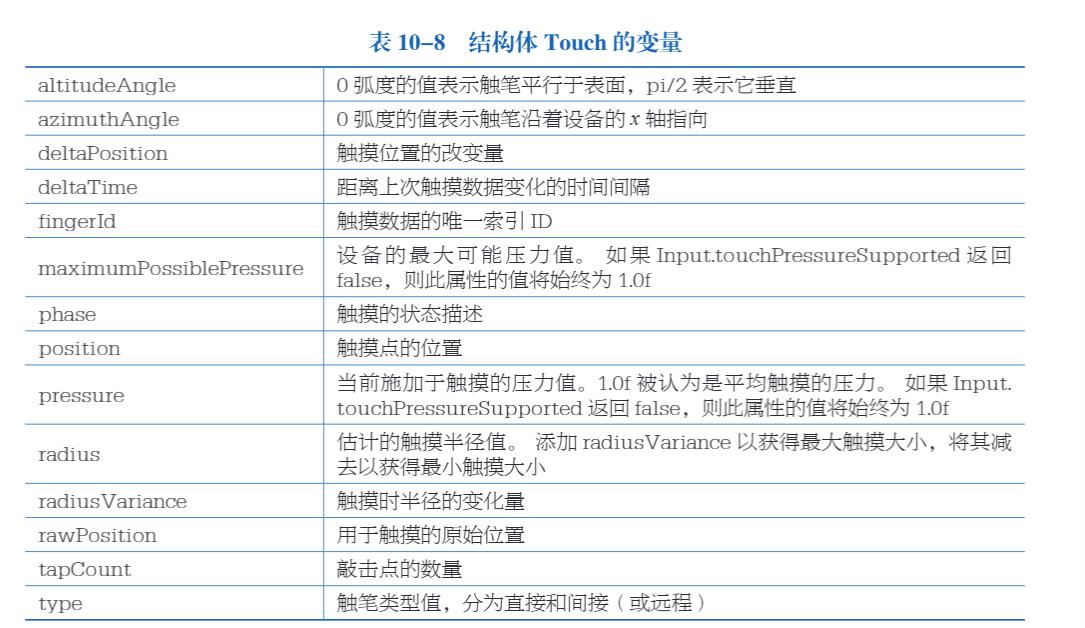 表 10-8 结构体 Touch 的变量
altitudeAngle 0 弧度的值表示触笔平行于表面，pi/2 表示它垂直
azimuthAngle 0 弧度的值表示触笔沿着设备的 x 轴指向
deltaPosition 触摸位置的改变量
deltaTime 距离上次触摸数据变化的时间间隔
fingerId 触摸数据的唯一索引 ID
maximumPossiblePressure 设备的最大可能压力值。 如果 Input.touchPressureSupported 返回
false，则此属性的值将始终为 1.0f
phase 触摸的状态描述
position 触摸点的位置
pressure 当前施加于触摸的压力值。1.0f 被认为是平均触摸的压力。 如果 Input.
touchPressureSupported 返回 false，则此属性的值将始终为 1.0f
radius 估计的触摸半径值。 添加 radiusVariance 以获得最大触摸大小，将其减
去以获得最小触摸大小
radiusVariance 触摸时半径的变化量
rawPosition 用于触摸的原始位置
tapCount 敲击点的数量
type 触笔类型值，分为直接和间接（或远程）